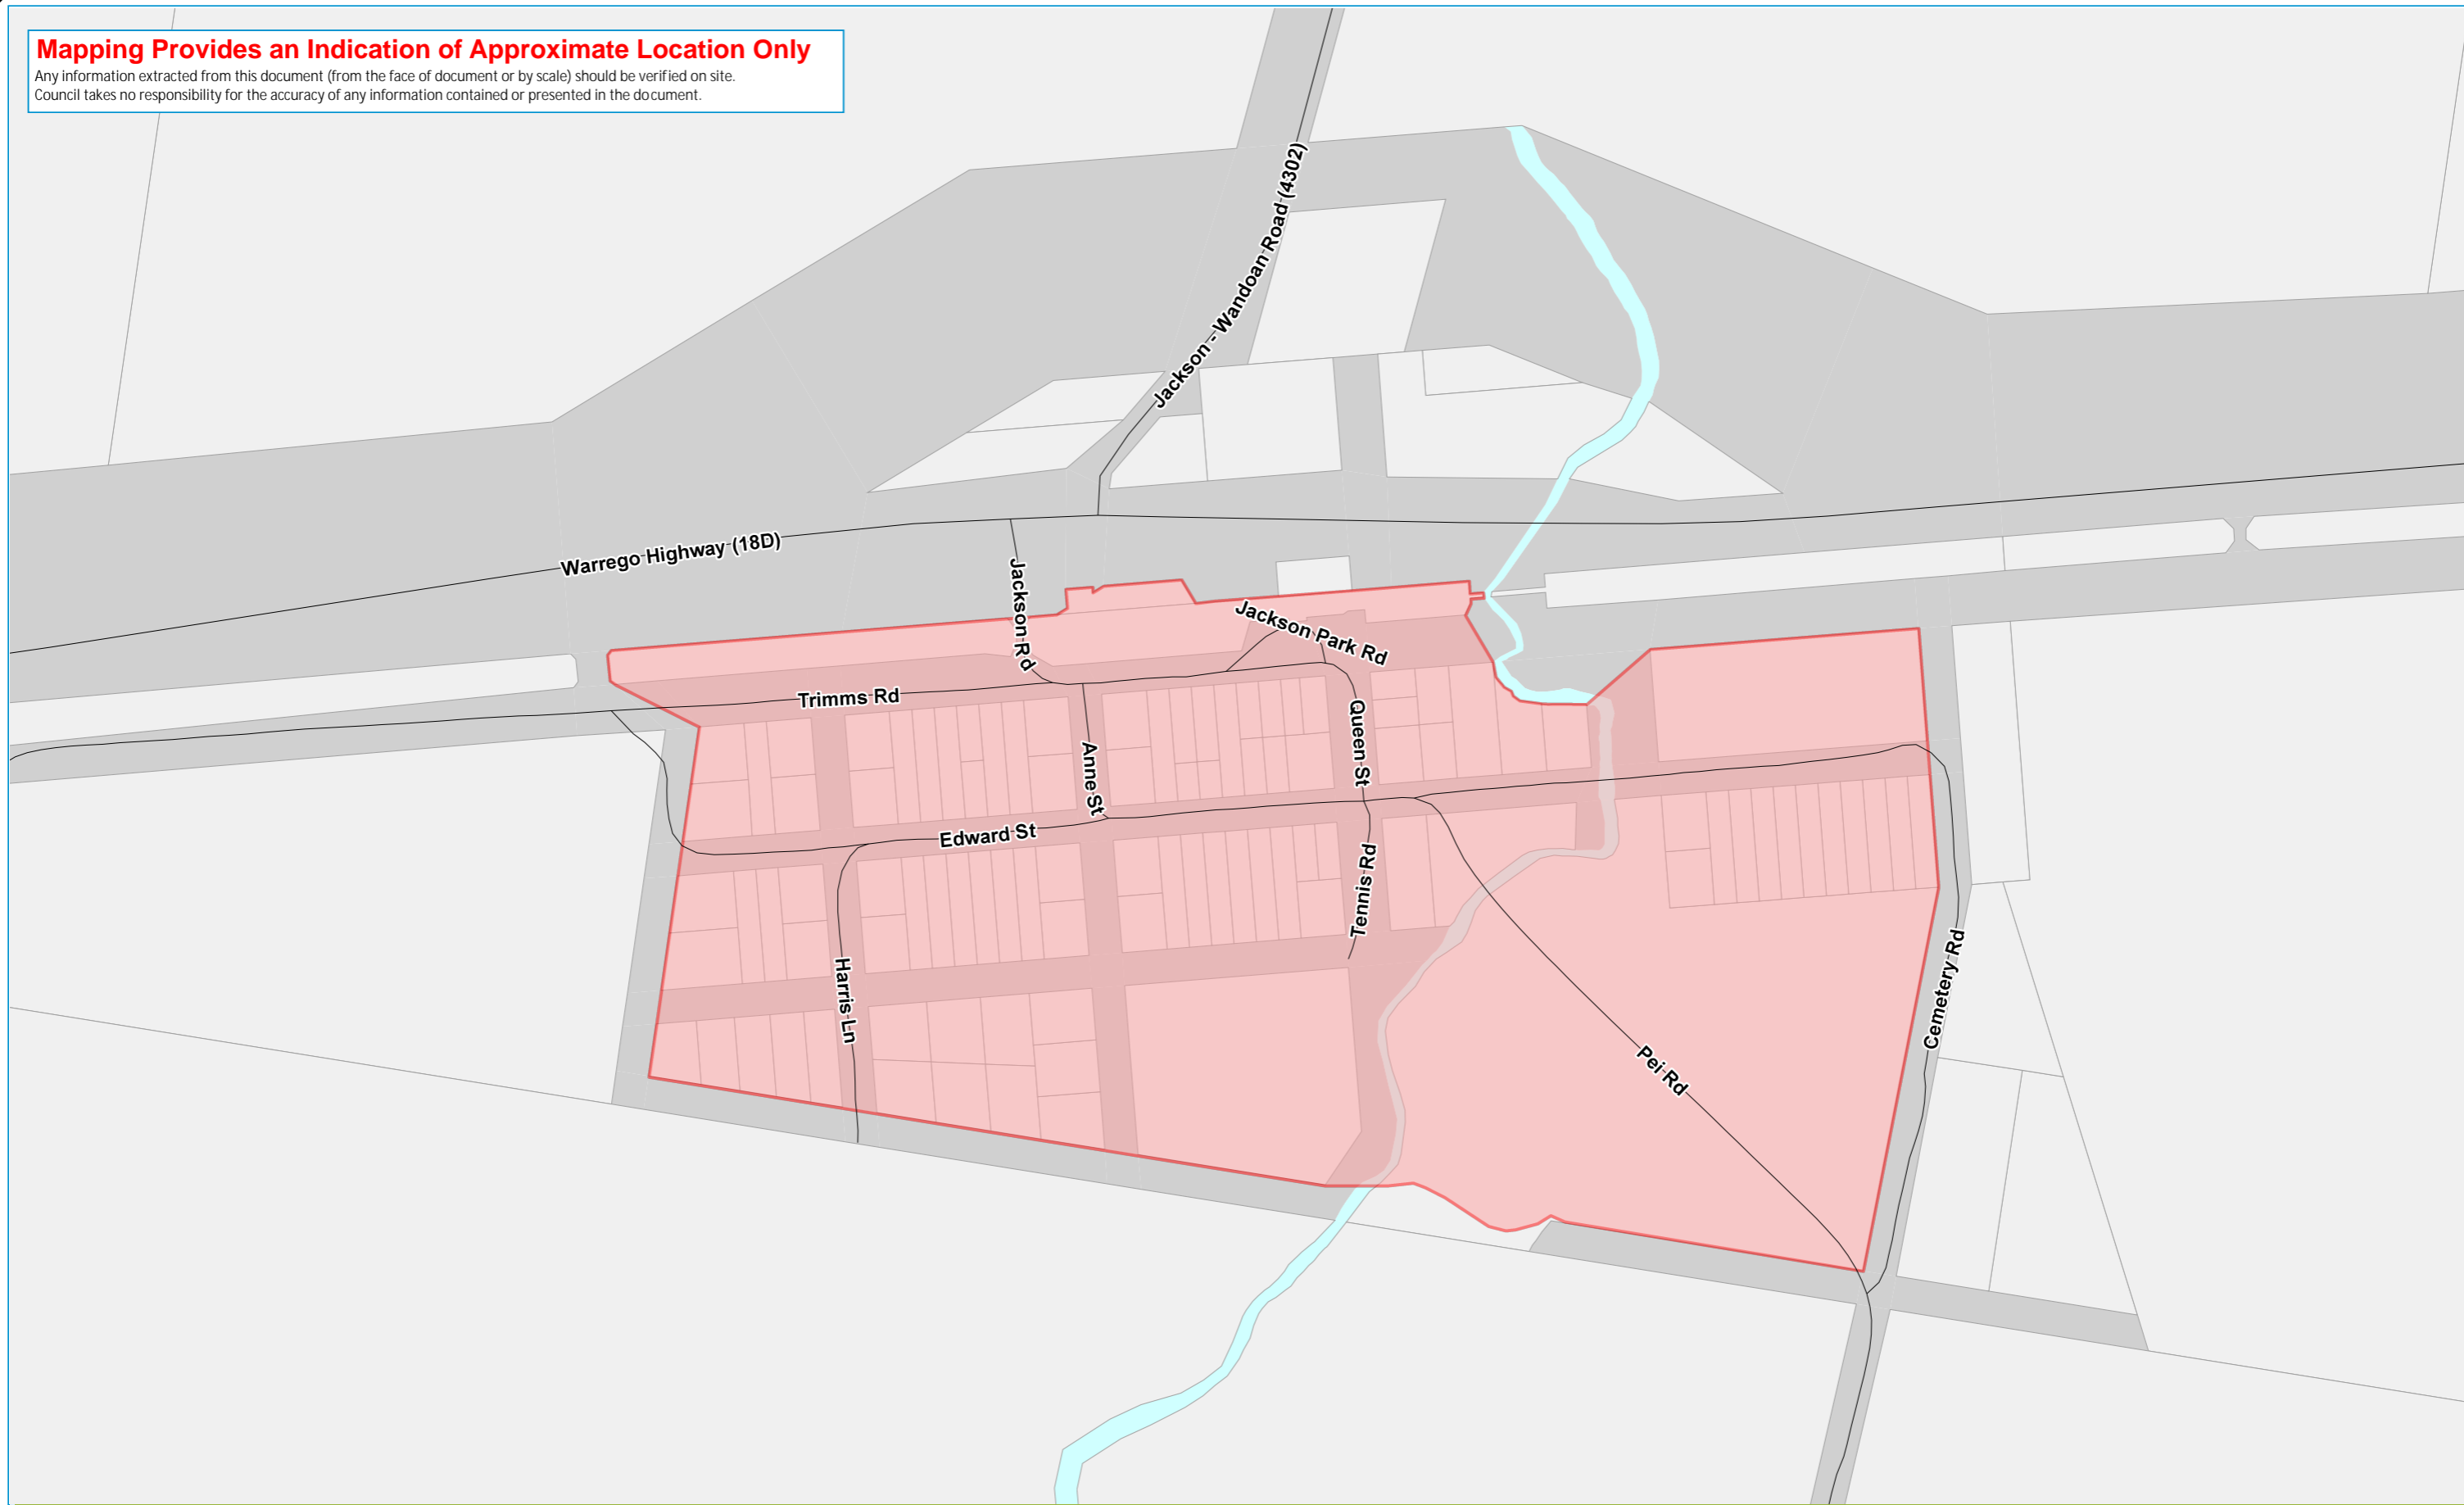 Mapping Provides an Indication of Approximate Location Only
Any information extracted from this document (from the face of document or by scale) should be verified on site.
Council takes no responsibility for the accuracy of any information contained or presented in the document.
Jackson - Wandoan Road (4302)
Warrego Highway (18D)
Jackson Rd
Jackson Park Rd
Trimms Rd
Queen St
Anne St
Edward St
Tennis Rd
Harris Ln
Cemetery Rd
Pei Rd